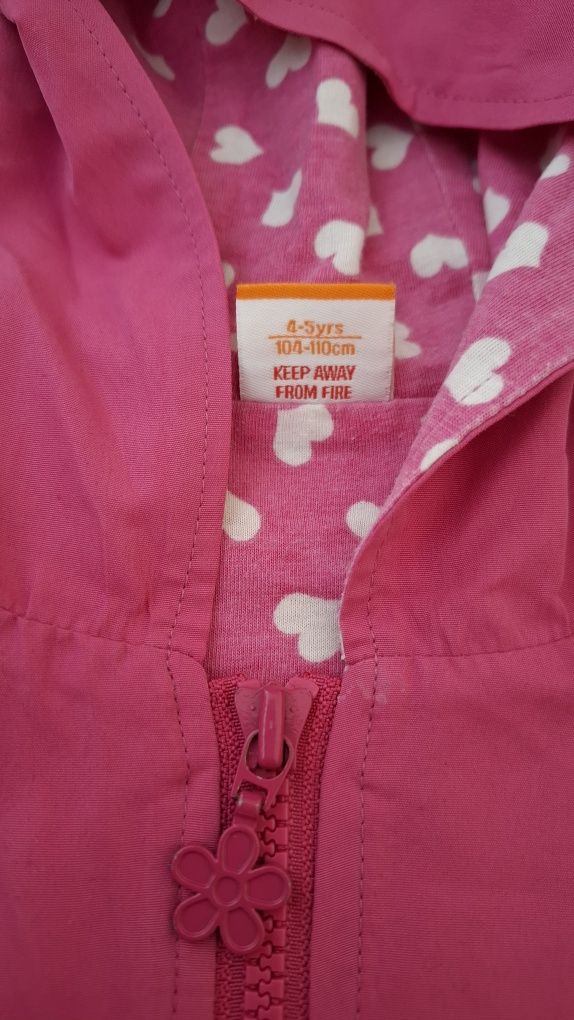 4-5yrs
104-110cm
KEEP AWAY
FROM FIRE